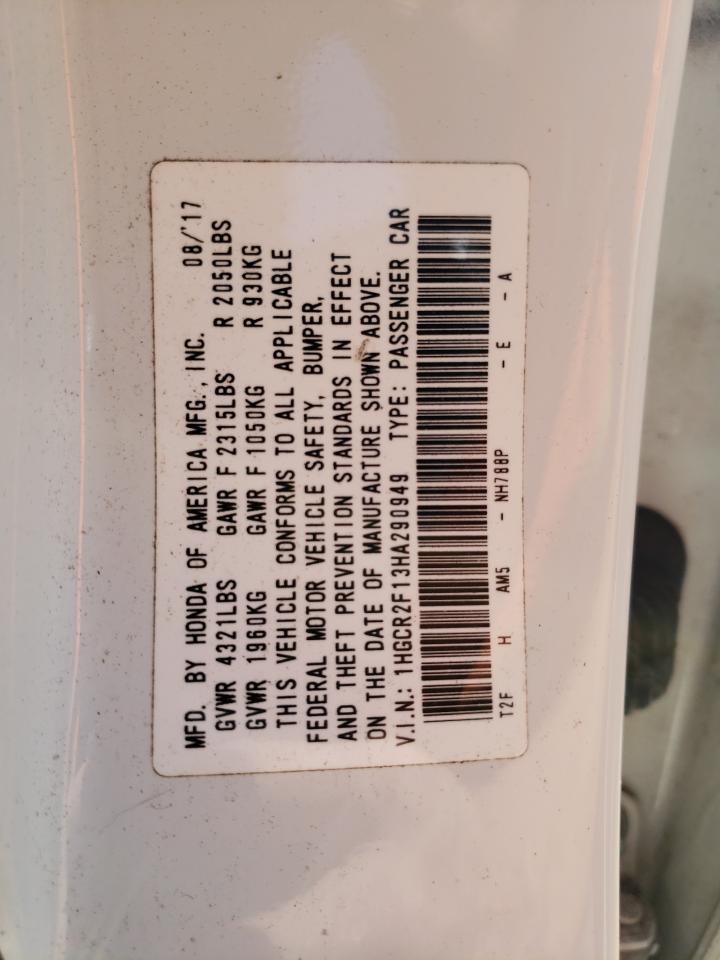 MFD. BY HONDA OF AMERICA MFG., INC. 08/'17
GVWR 4321LBS GAWR F 2315LBS R 2050LBS
GVWR 1960KG GAWR F 1050KG R 930KG
THIS VEHICLE CONFORMS TO ALL APPLICABLE
FEDERAL MOTOR VEHICLE SAFETY, BUMPER,
AND THEFT PREVENTION STANDARDS IN EFFECT
ON THE DATE OF MANUFACTURE SHOWN ABOVE.
V.I.N.: 1HGCR2F13HA290949 TYPE: PASSENGER CAR
T2F H AM5 - NH788P - E - A